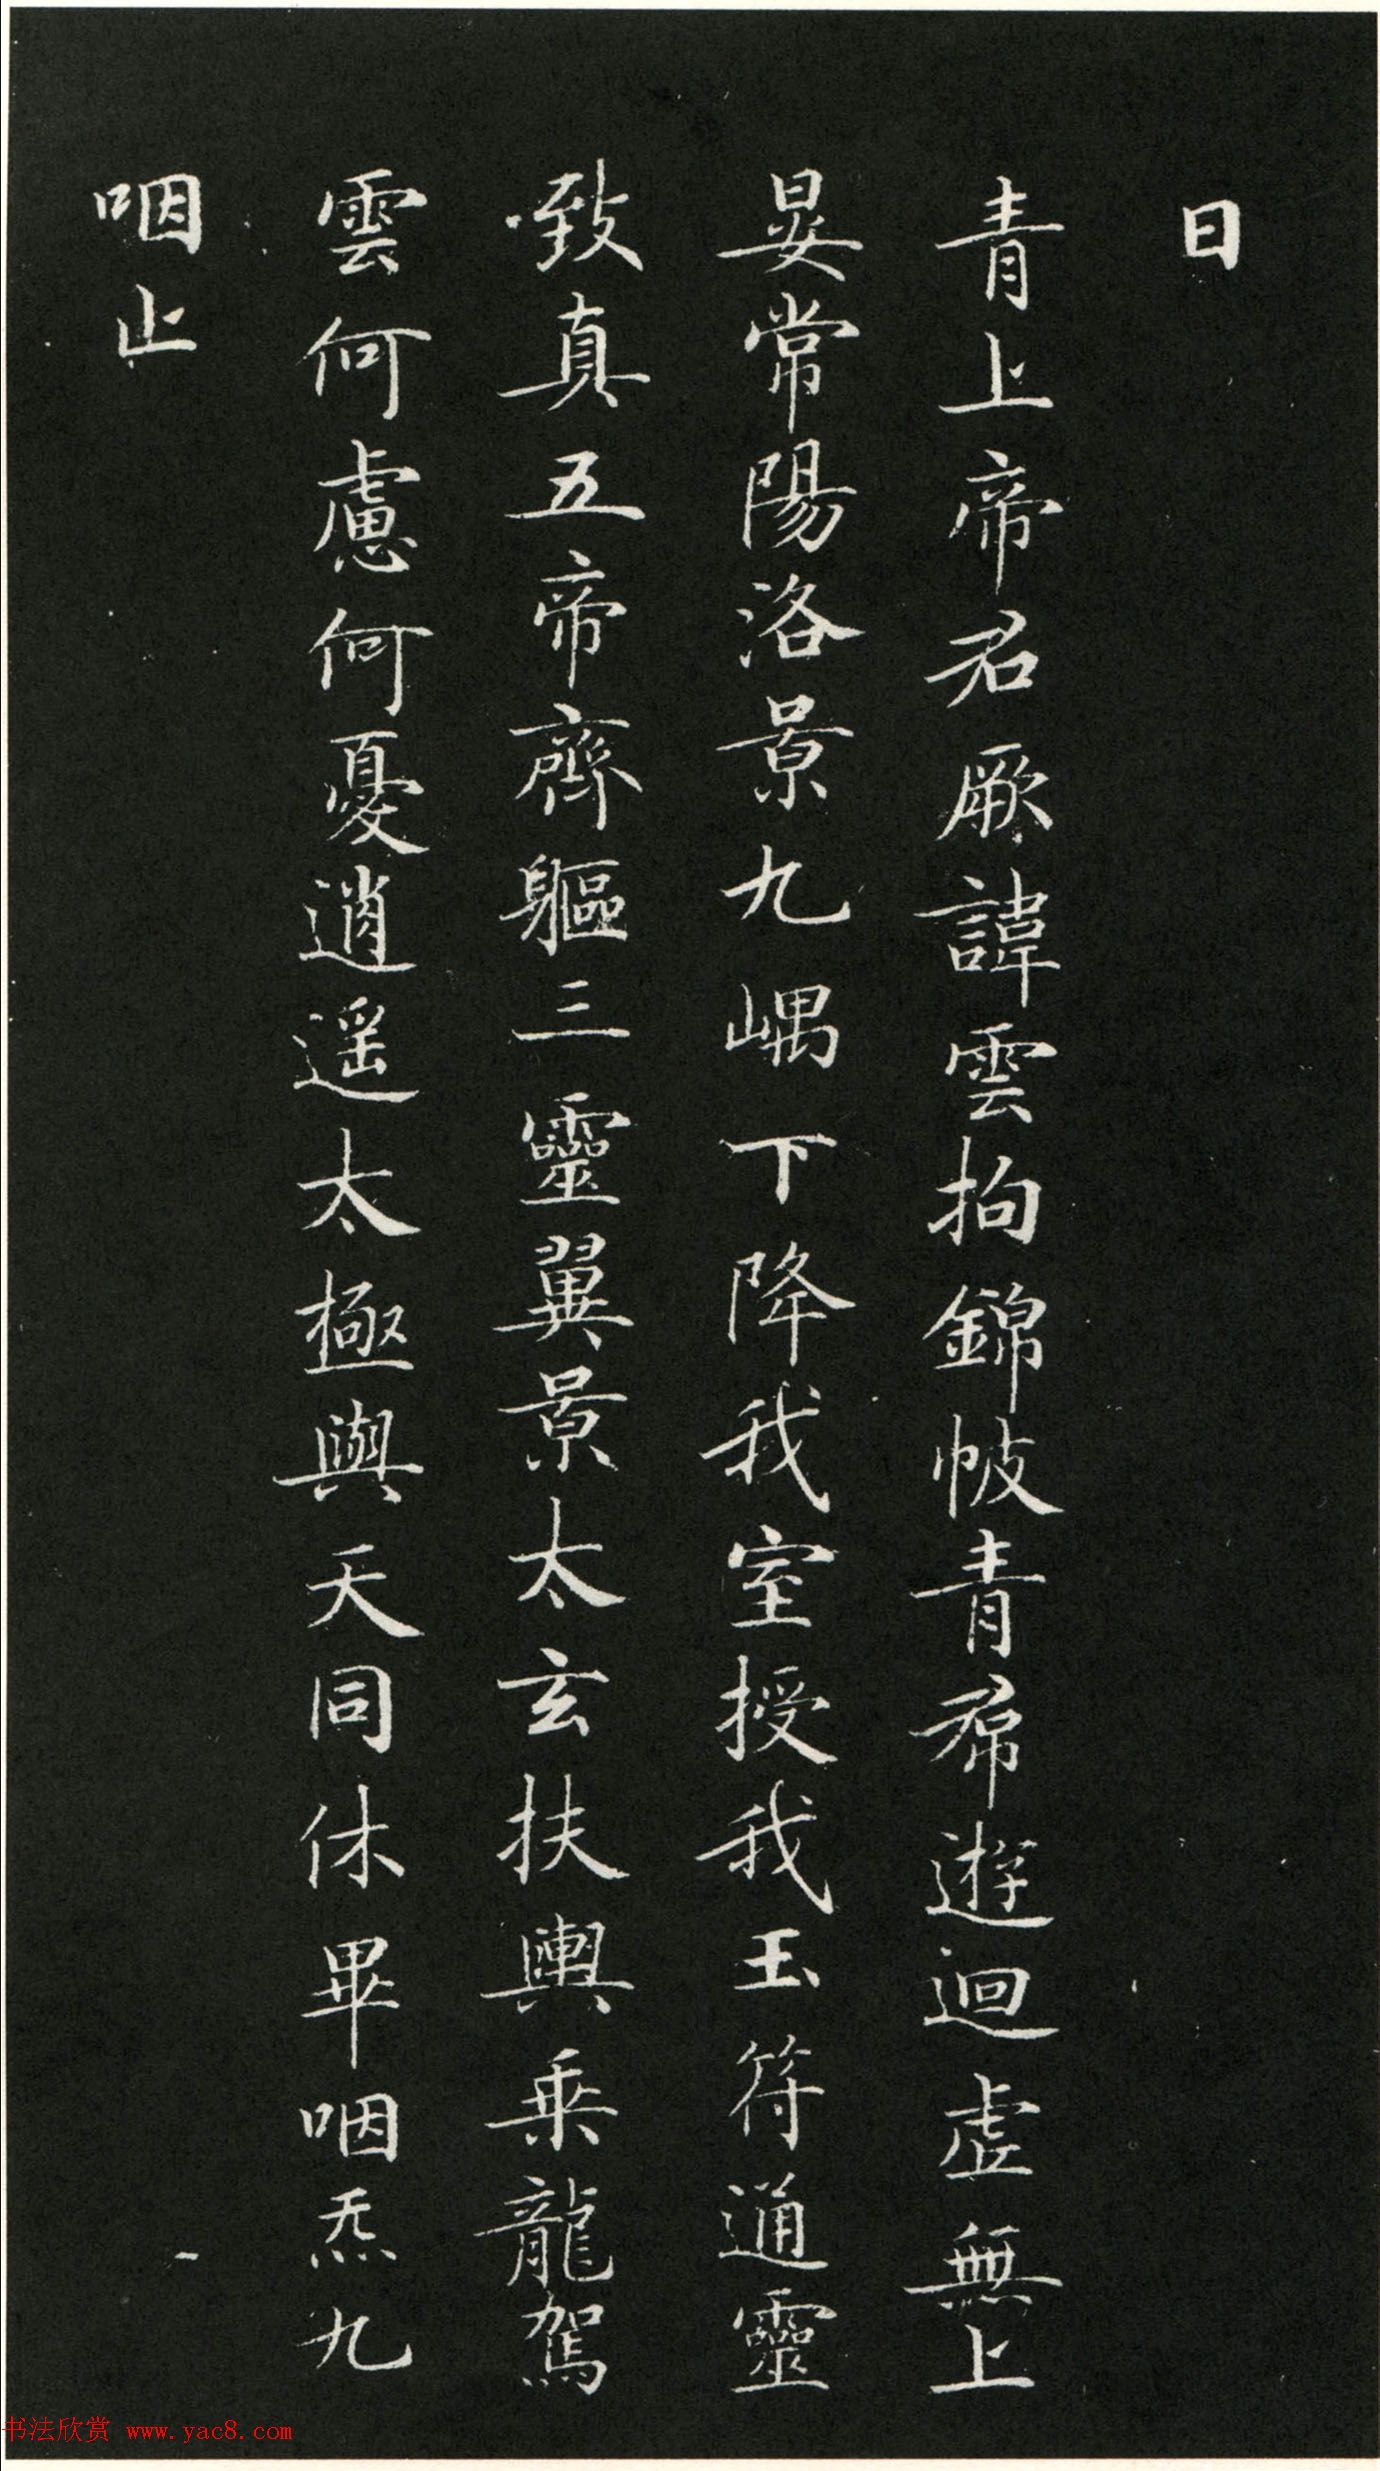 曰
青上帝君厥諱雲拘錦帔青帬遊迴虛無上
晏常陽洛景九嵎下降我室授我玉符通靈
致真五帝齊軀三靈翼景太玄扶輿乗龍駕
雲何慮何憂逍遥太極與天同休畢咽炁九
咽止
书法欣赏 www.yac8.com